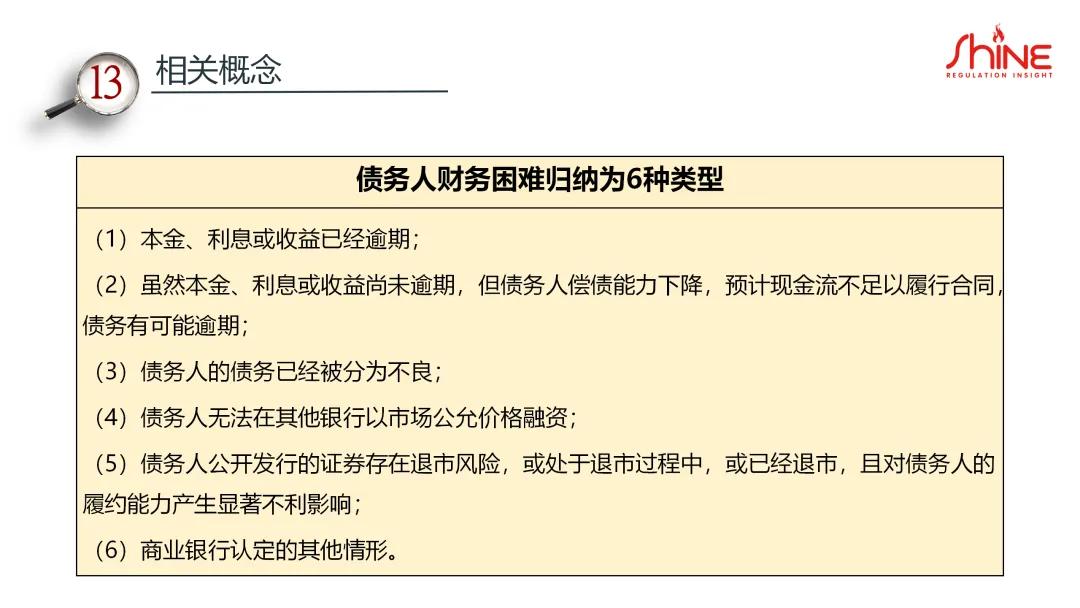 13
相关概念
SHINE
REGULATION INSIGHT
债务人财务困难归纳为6种类型
（1）本金、利息或收益已经逾期；
（2）虽然本金、利息或收益尚未逾期，但债务人偿债能力下降，预计现金流不足以履行合同，
债务有可能逾期；
（3）债务人的债务已经被分为不良；
（4）债务人无法在其他银行以市场公允价格融资；
（5）债务人公开发行的证券存在退市风险，或处于退市过程中，或已经退市，且对债务人的
履约能力产生显著不利影响；
（6）商业银行认定的其他情形。